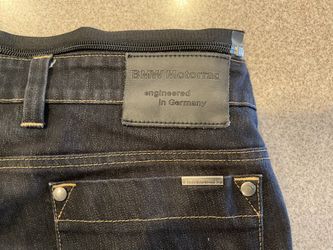 BMW Motorrad
engineered
in Germany